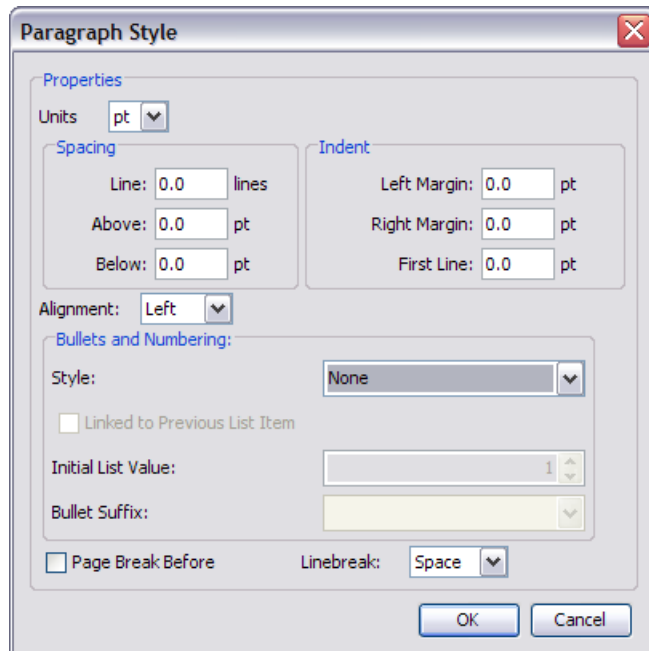 Paragraph Style
Properties
Units pt
Spacing Indent
Line: 0.0 lines Left Margin: 0.0 pt
Above: 0.0 pt Right Margin: 0.0 pt
Below: 0.0 pt First Line: 0.0 pt
Alignment: Left
Bullets and Numbering:
Style: None
Linked to Previous List Item
Initial List Value: 1
Bullet Suffix:
Page Break Before Linebreak: Space
OK Cancel